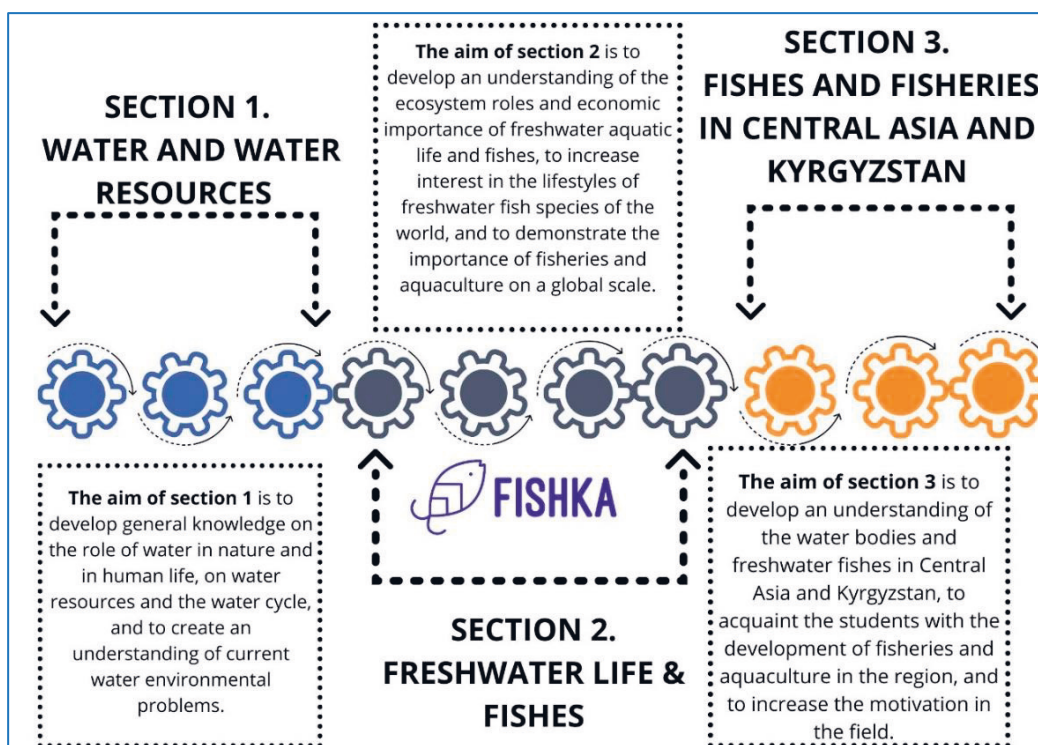 SECTION 1.
WATER AND WATER
RESOURCES
The aim of section 2 is to
develop an understanding of the
ecosystem roles and economic
importance of freshwater aquatic
life and fishes, to increase
interest in the lifestyles of
freshwater fish species of the
world, and to demonstrate the
importance of fisheries and
aquaculture on a global scale.
SECTION 3.
FISHES AND FISHERIES
IN CENTRAL ASIA AND
KYRGYZSTAN
The aim of section 1 is to
develop general knowledge on
the role of water in nature and
in human life, on water
resources and the water cycle,
and to create an
understanding of current
water environmental
problems.
FISHKA
SECTION 2.
FRESHWATER LIFE &
FISHES
The aim of section 3 is to
develop an understanding of
the water bodies and
freshwater fishes in Central
Asia and Kyrgyzstan, to
acquaint the students with the
development of fisheries and
aquaculture in the region, and
to increase the motivation in
the field.